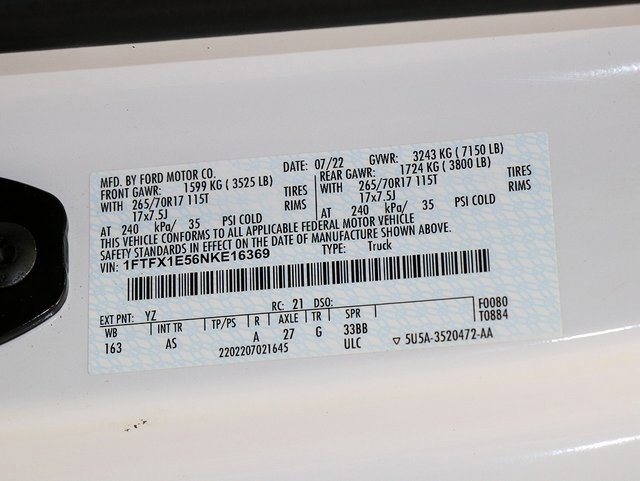 MFD. BY FORD MOTOR CO. DATE: 07/22 GVWR: 3243 KG ( 7150 LB)
FRONT GAWR: 1599 KG ( 3525 LB) REAR GAWR: 1724 KG ( 3800 LB)
WITH 265/70R17 115T TIRES WITH 265/70R17 115T TIRES
17x7.5J RIMS 17x7.5J RIMS
AT 240 kPa/ 35 PSI COLD AT 240 kPa/ 35 PSI COLD
THIS VEHICLE CONFORMS TO ALL APPLICABLE FEDERAL MOTOR VEHICLE
SAFETY STANDARDS IN EFFECT ON THE DATE OF MANUFACTURE SHOWN ABOVE.
VIN: 1FTFX1E56NKE16369 TYPE: Truck
EXT PNT: YZ RC: 21 DSO: F0080
WB INT TR TP/PS R AXLE TR SPR T0884
163 AS A 27 G 33BB
2202207021645 ULC ▽ 5U5A-3520472-AA